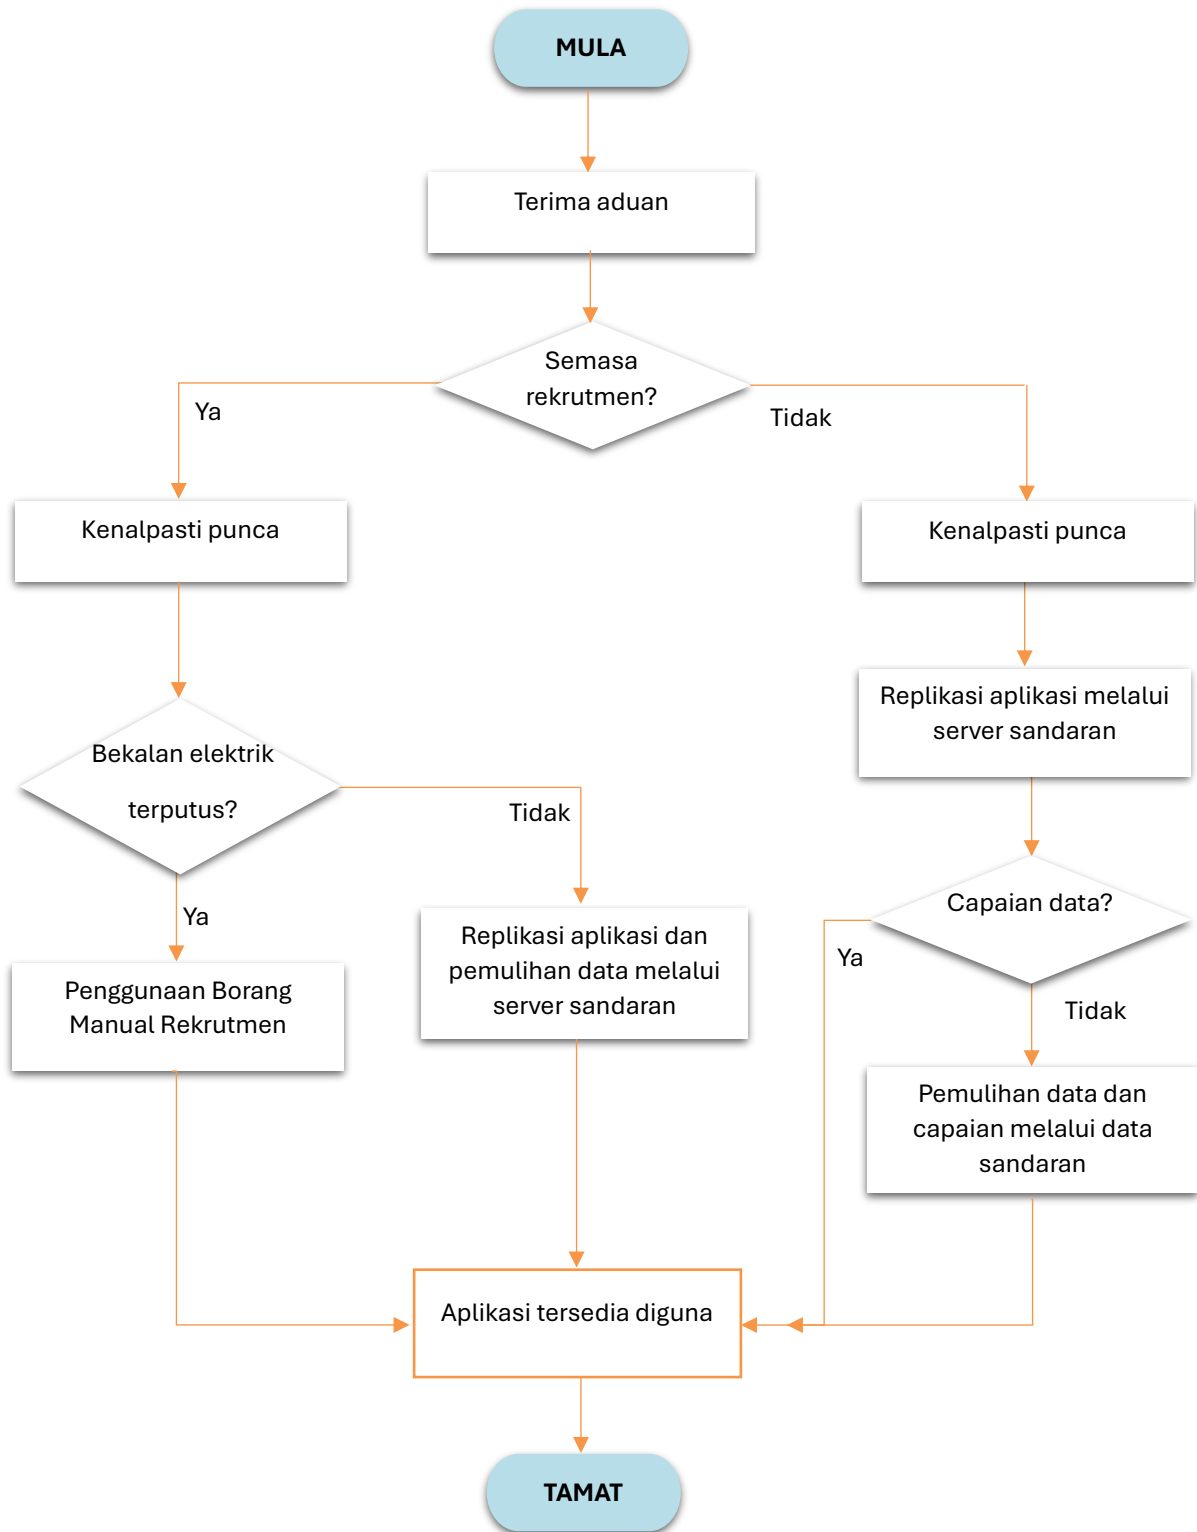 MULA
Terima aduan
Semasa
rekrutmen?
Ya
Tidak
Kenalpasti punca
Kenalpasti punca
Replikasi aplikasi melalui
server sandaran
Bekalan elektrik
terputus?
Tidak
Ya
Capaian data?
Ya
Tidak
Replikasi aplikasi dan
pemulihan data melalui
server sandaran
Penggunaan Borang
Manual Rekrutmen
Pemulihan data dan
capaian melalui data
sandaran
Aplikasi tersedia diguna
TAMAT